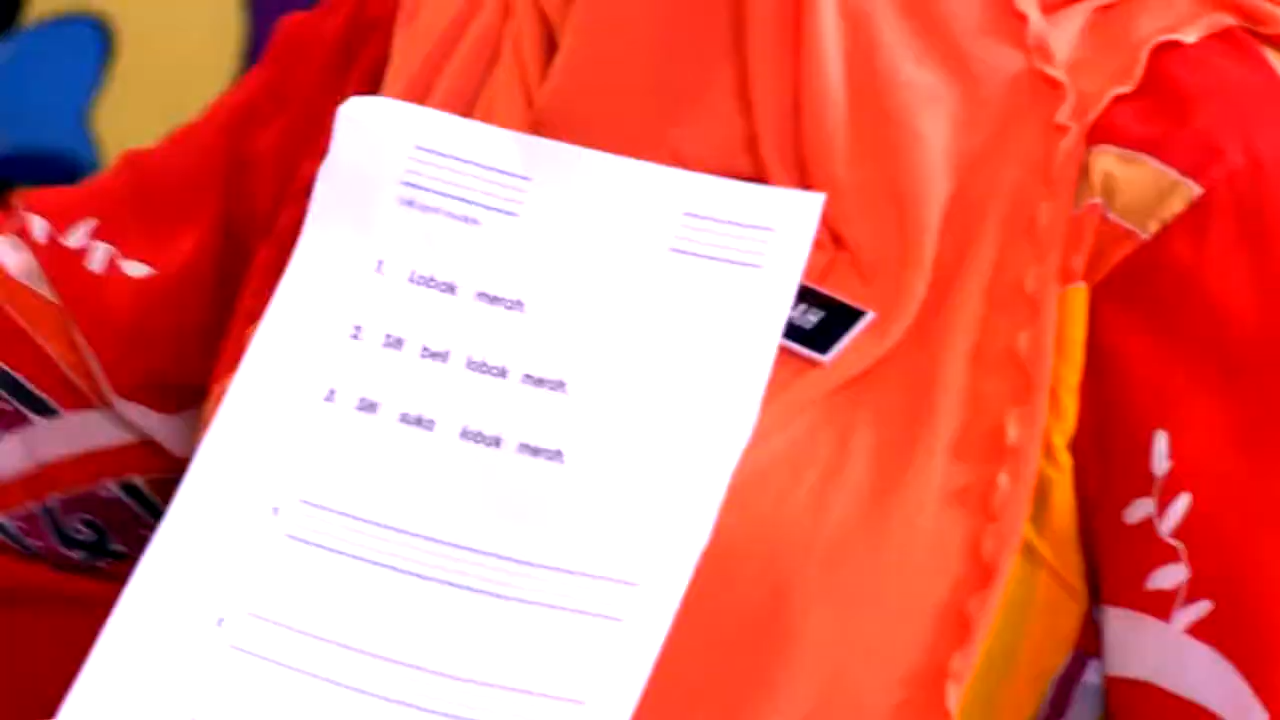 1. Lobak merah.
2. Siti beli lobak merah.
3. Siti suka lobak merah.